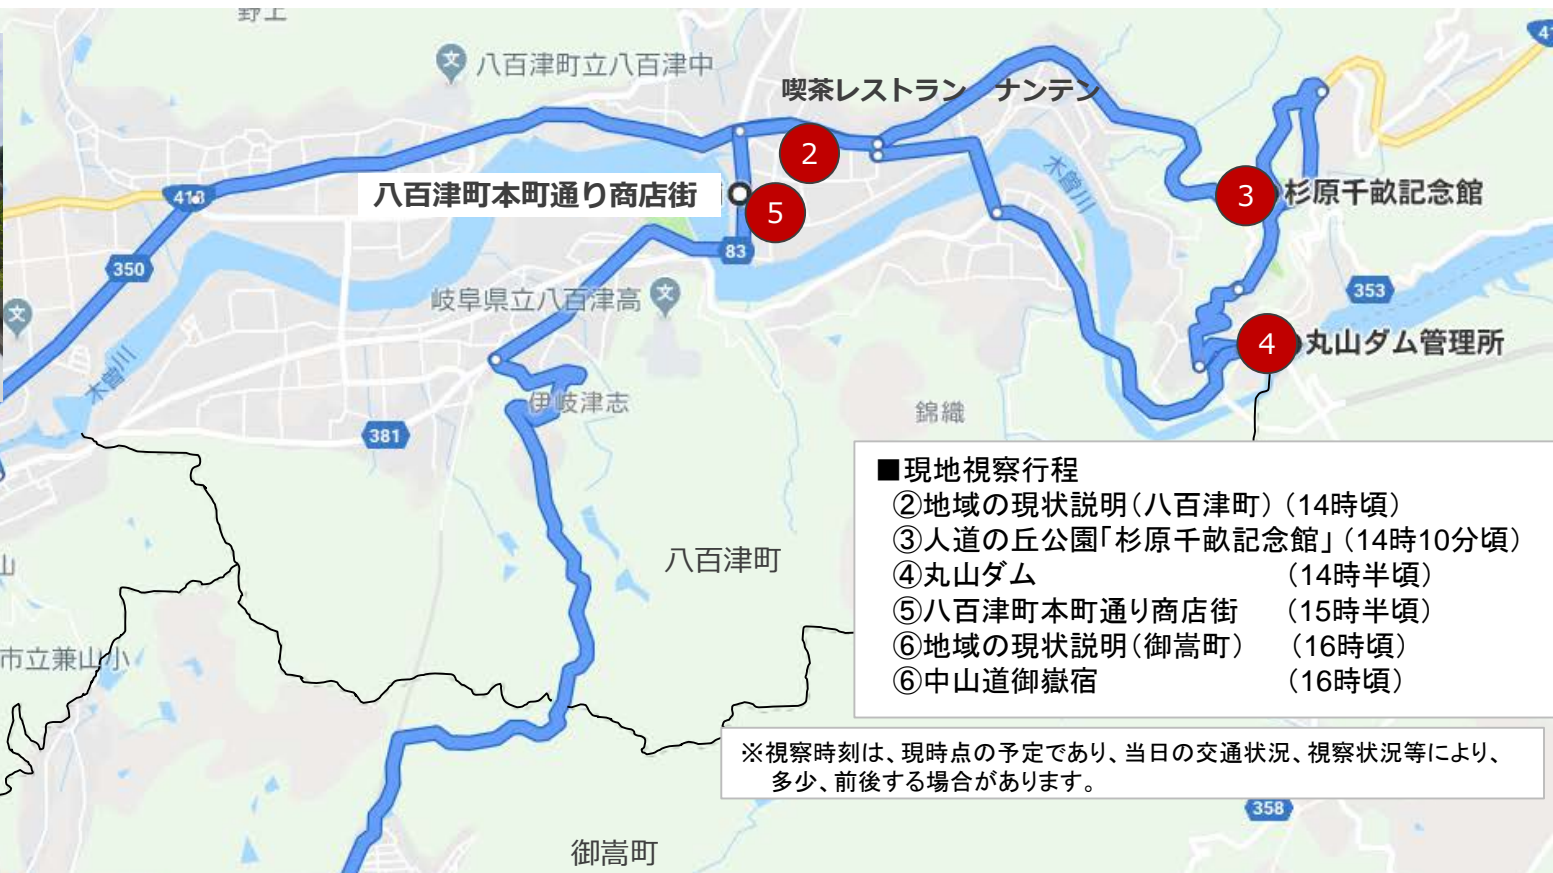 野上
41
八百津町立八百津中
喫茶レストラン ナンテン
2
木曽川
418
八百津町本町通り商店街
5
3
杉原千畝記念館
83
350
353
岐阜県立八百津高
文
文
文
4
丸山ダム管理所
木曽川
伊岐津志
錦織
381
■現地視察行程
②地域の現状説明(八百津町)(14時頃)
③人道の丘公園「杉原千畝記念館」(14時10分頃)
④丸山ダム (14時半頃)
⑤八百津町本町通り商店街 (15時半頃)
⑥地域の現状説明(御嵩町) (16時頃)
⑥中山道御嶽宿 (16時頃)
八百津町
山
市立兼山小
※視察時刻は、現時点の予定であり、当日の交通状況、視察状況等により、
多少、前後する場合があります。
358
御嵩町